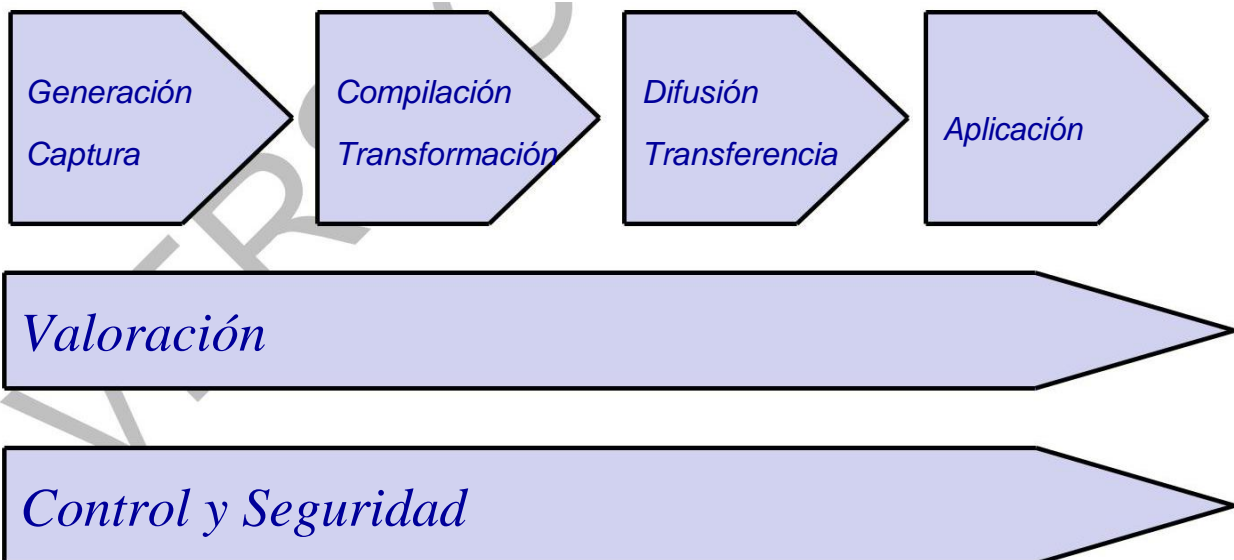 Generación
Captura
Compilación
Transformación
Difusión
Transferencia
Aplicación
Valoración
Control y Seguridad